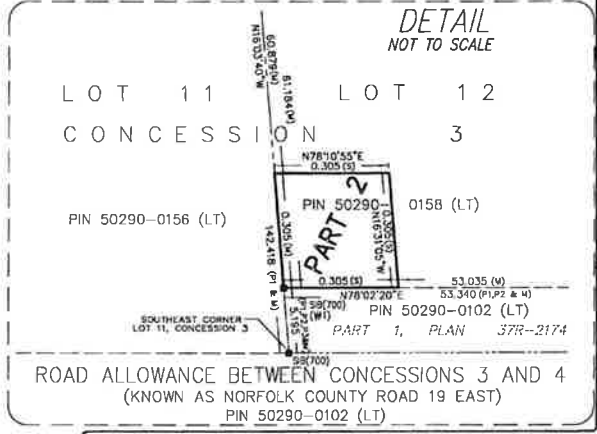 DETAIL
NOT TO SCALE
N16°03'40"W
60.879(M)
61.184(M)
LOT 11 LOT 12
CONCESSION 3
N78°10'55"E
0.305(S)
PIN 50290-0158 (LT)
PIN 50290-0156 (LT)
PART 2
0.305(M)
0.305(S)
N16°31'05"W
142.418 (P1 & M)
0.305(S)
N78°02'20"E
53.035 (M)
53.340 (P1,P2 & M)
SIB(700)
(WIT)
5.195
PIN 50290-0102 (LT)
PART 1, PLAN 37R-2174
SOUTHEAST CORNER
LOT 11, CONCESSION 3
SIB(700)
ROAD ALLOWANCE BETWEEN CONCESSIONS 3 AND 4
(KNOWN AS NORFOLK COUNTY ROAD 19 EAST)
PIN 50290-0102 (LT)